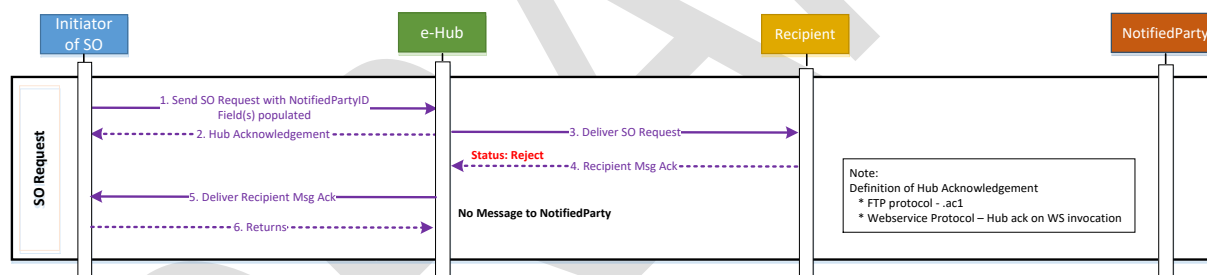 Initiator
of SO
e-Hub
Recipient
NotifiedParty
SO Request
1. Send SO Request with NotifiedPartyID
Field(s) populated
2. Hub Acknowledgement
3. Deliver SO Request
Status: Reject
4. Recipient Msg Ack
5. Deliver Recipient Msg Ack
No Message to NotifiedParty
6. Returns
Note:
Definition of Hub Acknowledgement
* FTP protocol - .ac1
* Webservice Protocol – Hub ack on WS invocation